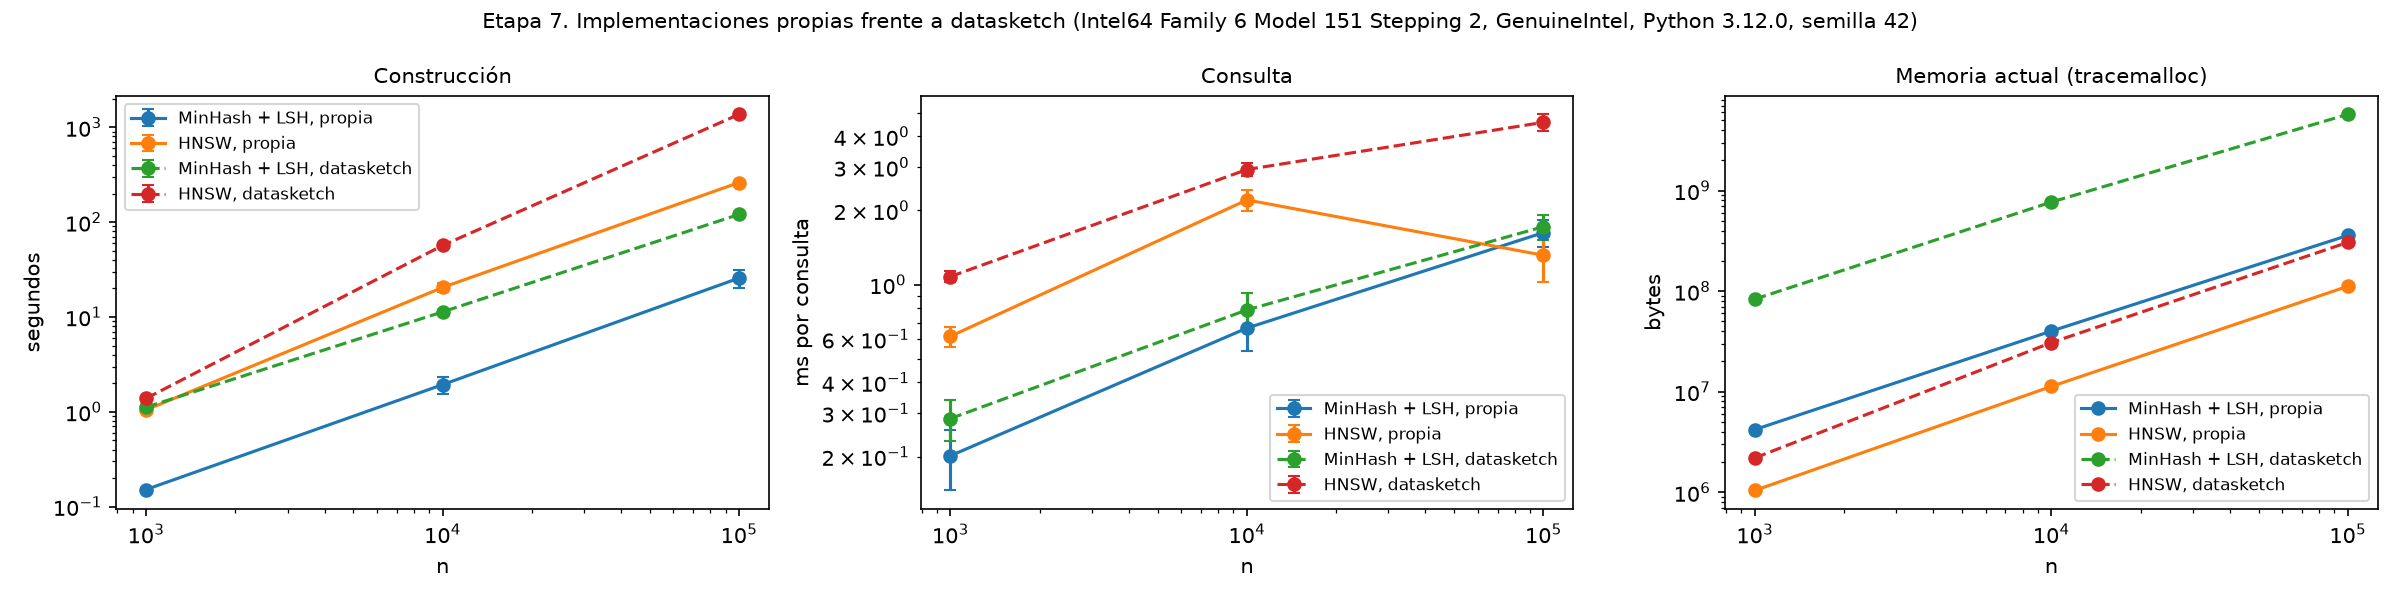 Etapa 7. Implementaciones propias frente a datasketch (Intel64 Family 6 Model 151 Stepping 2, GenuineIntel, Python 3.12.0, semilla 42)
Construcción
segundos
10³
10²
10¹
10⁰
10⁻¹
MinHash + LSH, propia
HNSW, propia
MinHash + LSH, datasketch
HNSW, datasketch
10³ 10⁴ 10⁵
n
Consulta
ms por consulta
4 × 10⁰
3 × 10⁰
2 × 10⁰
10⁰
6 × 10⁻¹
4 × 10⁻¹
3 × 10⁻¹
2 × 10⁻¹
MinHash + LSH, propia
HNSW, propia
MinHash + LSH, datasketch
HNSW, datasketch
10³ 10⁴ 10⁵
n
Memoria actual (tracemalloc)
bytes
10⁹
10⁸
10⁷
10⁶
MinHash + LSH, propia
HNSW, propia
MinHash + LSH, datasketch
HNSW, datasketch
10³ 10⁴ 10⁵
n